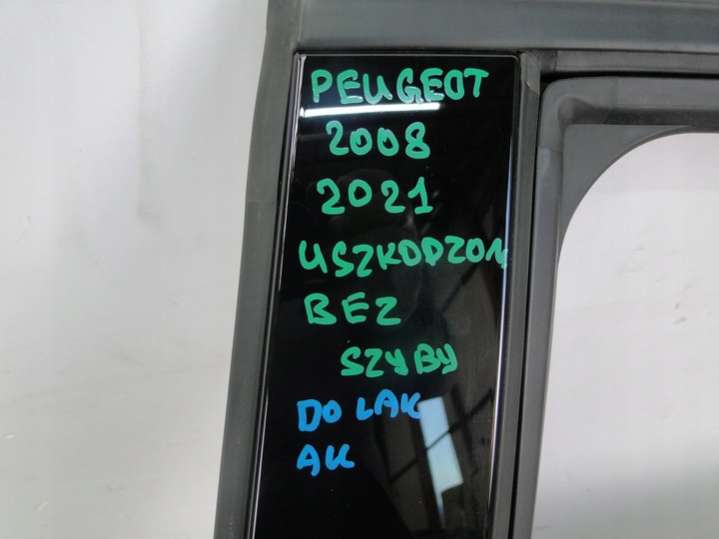 PEUGEOT
2008
2021
USZKODZON
BEZ
SZYBY
DO LAK
AK